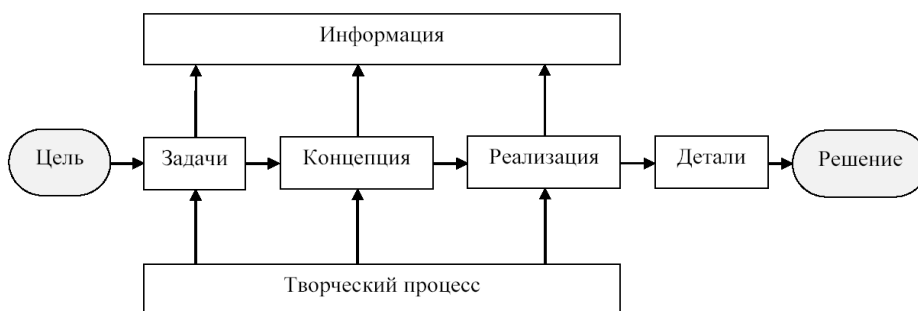 Информация
Цель
Задачи
Концепция
Реализация
Детали
Решение
Творческий процесс